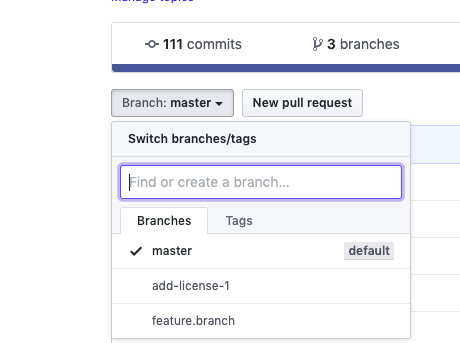 Manage topics
111 commits
3 branches
Branch: master
New pull request
Switch branches/tags
Find or create a branch...
Branches
Tags
master
default
add-license-1
feature.branch